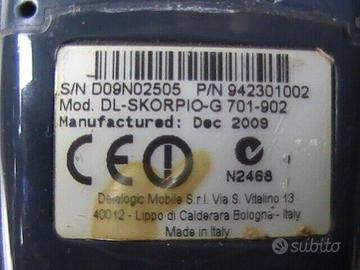 S/N D09N02505 P/N 942301002
Mod. DL-SKORPIO-G 701-902
Manufactured: Dec 2009
CE
N2468
Datalogic Mobile S.r.l. Via S. Vitalino 13
40012 - Lippo di Calderara Bologna - Italy
Made in Italy
subito